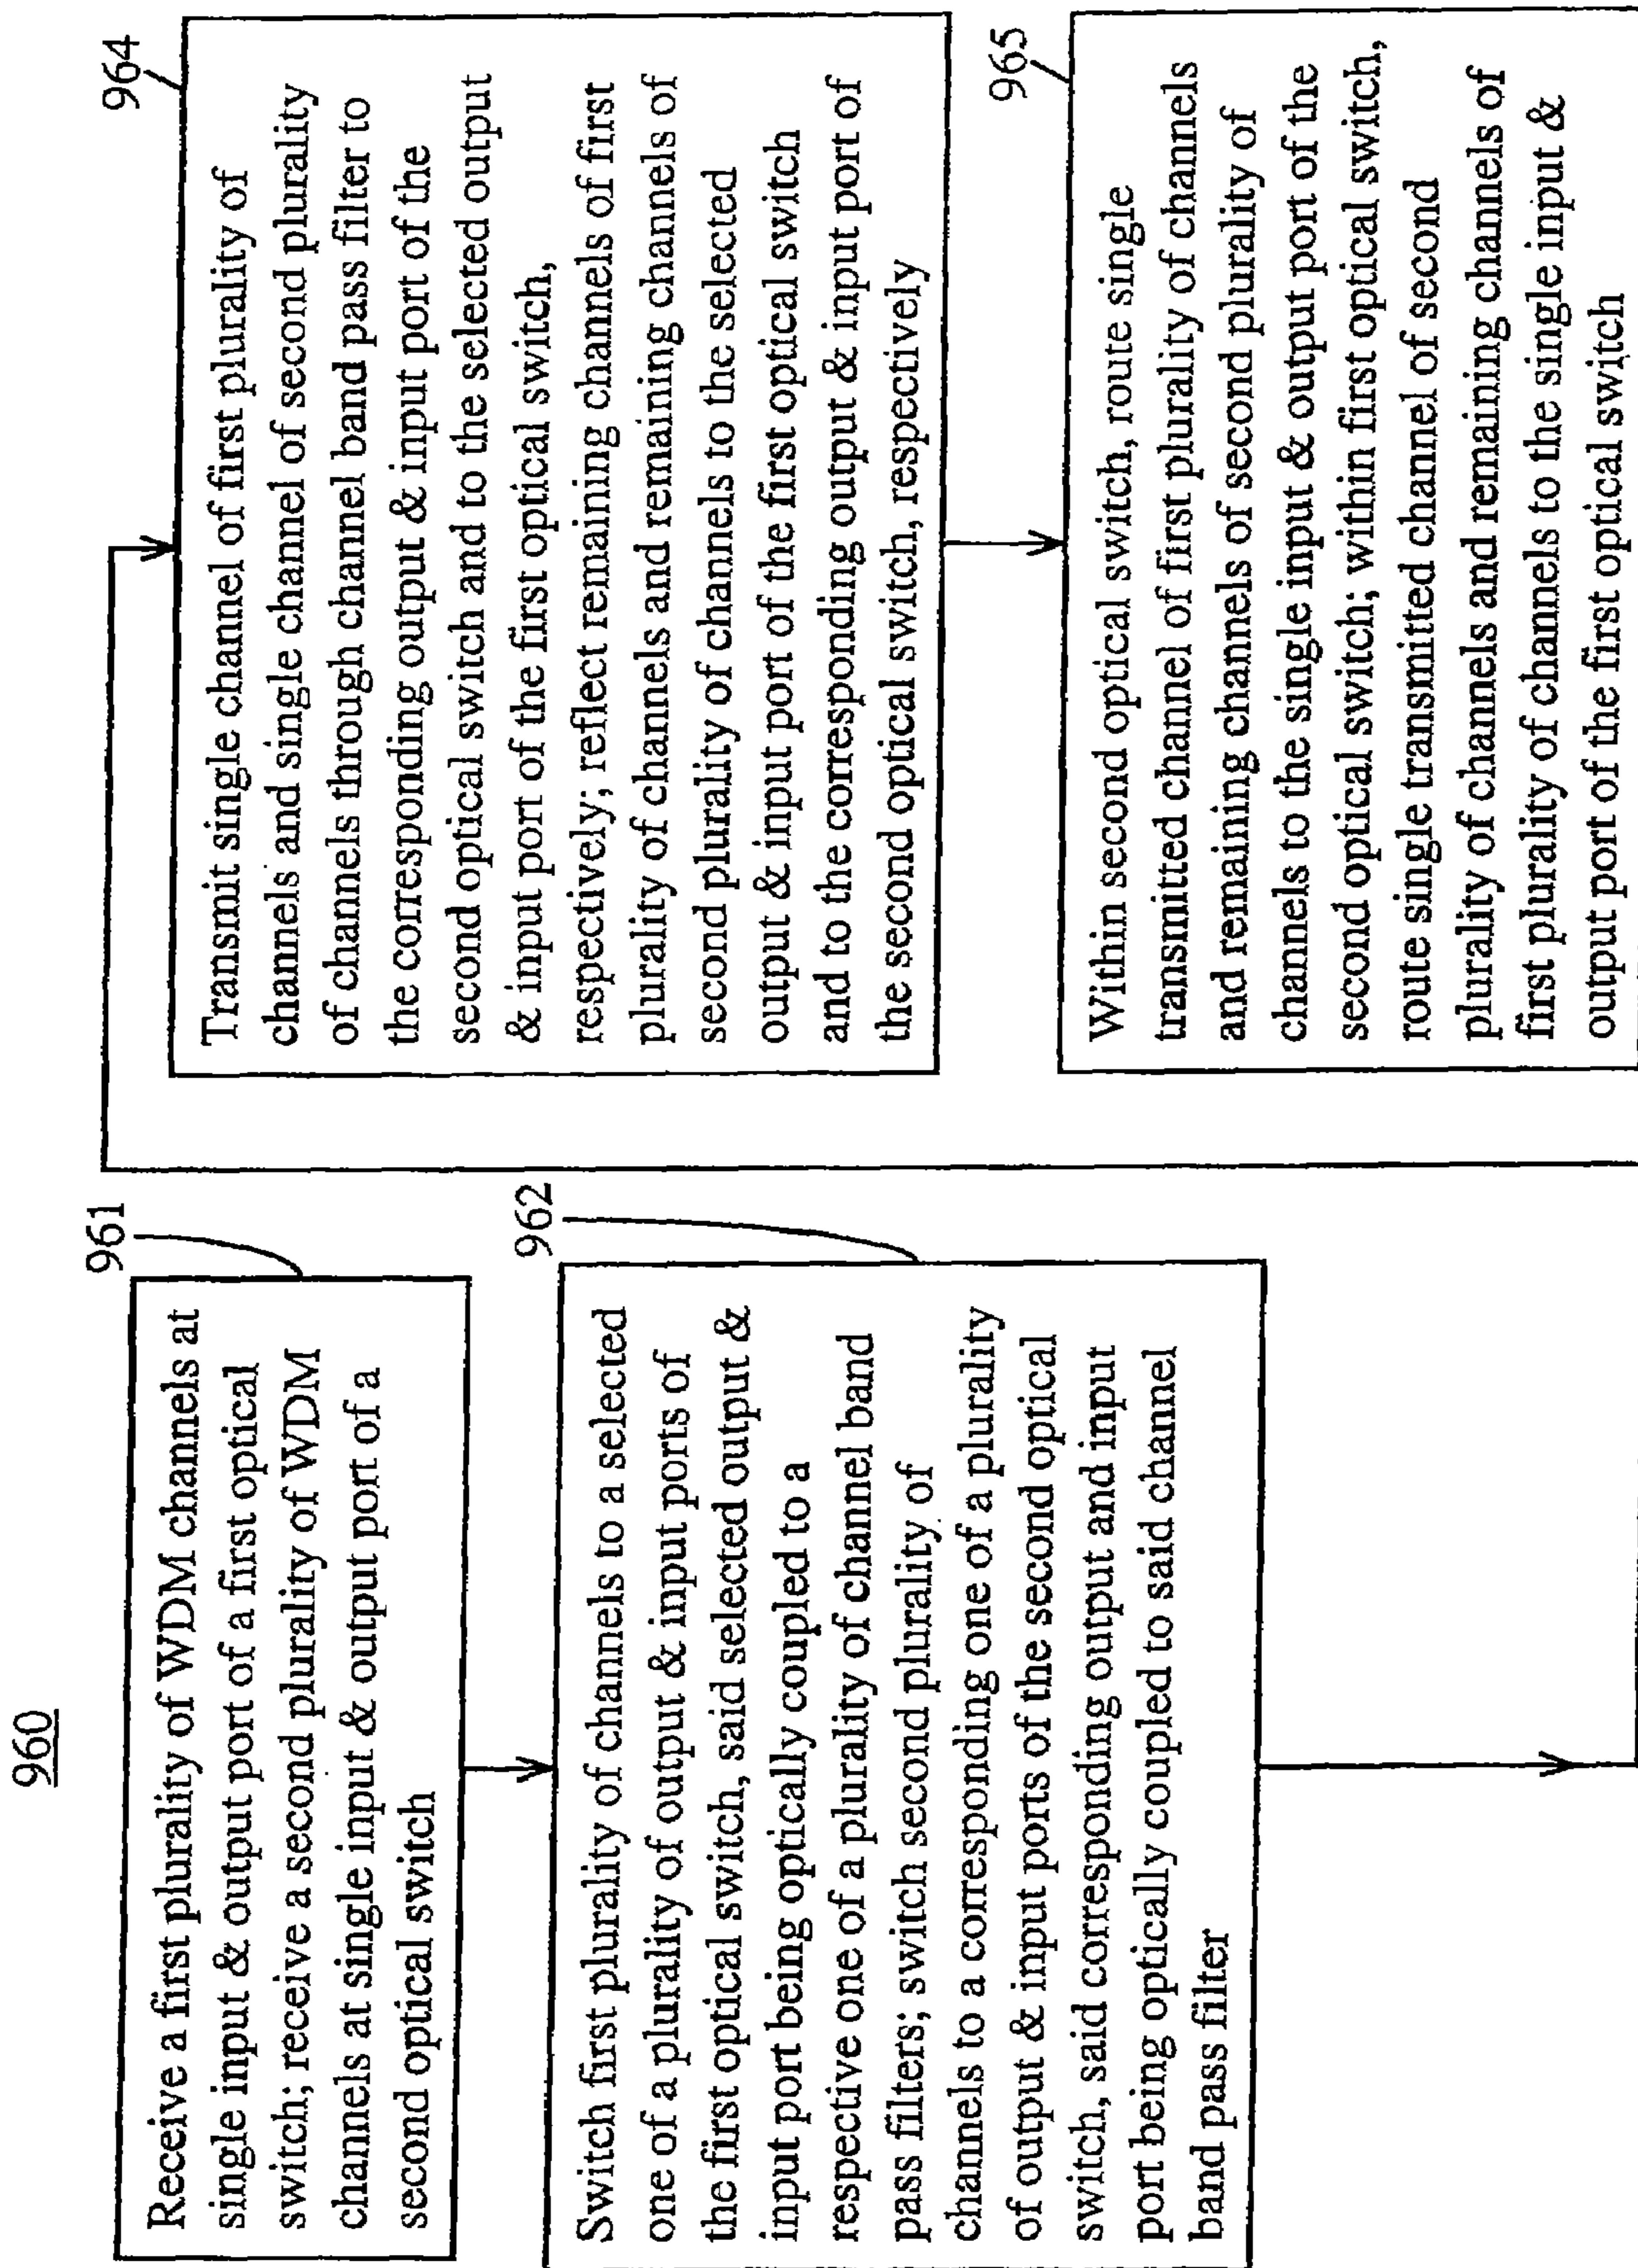 960
961
Receive a first plurality of WDM channels at
single input & output port of a first optical
switch; receive a second plurality of WDM
channels at single input & output port of a
second optical switch
962
Switch first plurality of channels to a selected
one of a plurality of output & input ports of
the first optical switch, said selected output &
input port being optically coupled to a
respective one of a plurality of channel band
pass filters; switch second plurality of
channels to a corresponding one of a plurality
of output & input ports of the second optical
switch, said corresponding output and input
port being optically coupled to said channel
band pass filter
964
Transmit single channel of first plurality of
channels and single channel of second plurality
of channels through channel band pass filter to
the corresponding output & input port of the
second optical switch and to the selected output
& input port of the first optical switch,
respectively; reflect remaining channels of first
plurality of channels and remaining channels of
second plurality of channels to the selected
output & input port of the first optical switch
and to the corresponding output & input port of
the second optical switch, respectively
965
Within second optical switch, route single
transmitted channel of first plurality of channels
and remaining channels of second plurality of
channels to the single input & output port of the
second optical switch; within first optical switch,
route single transmitted channel of second
plurality of channels and remaining channels of
first plurality of channels to the single input &
output port of the first optical switch